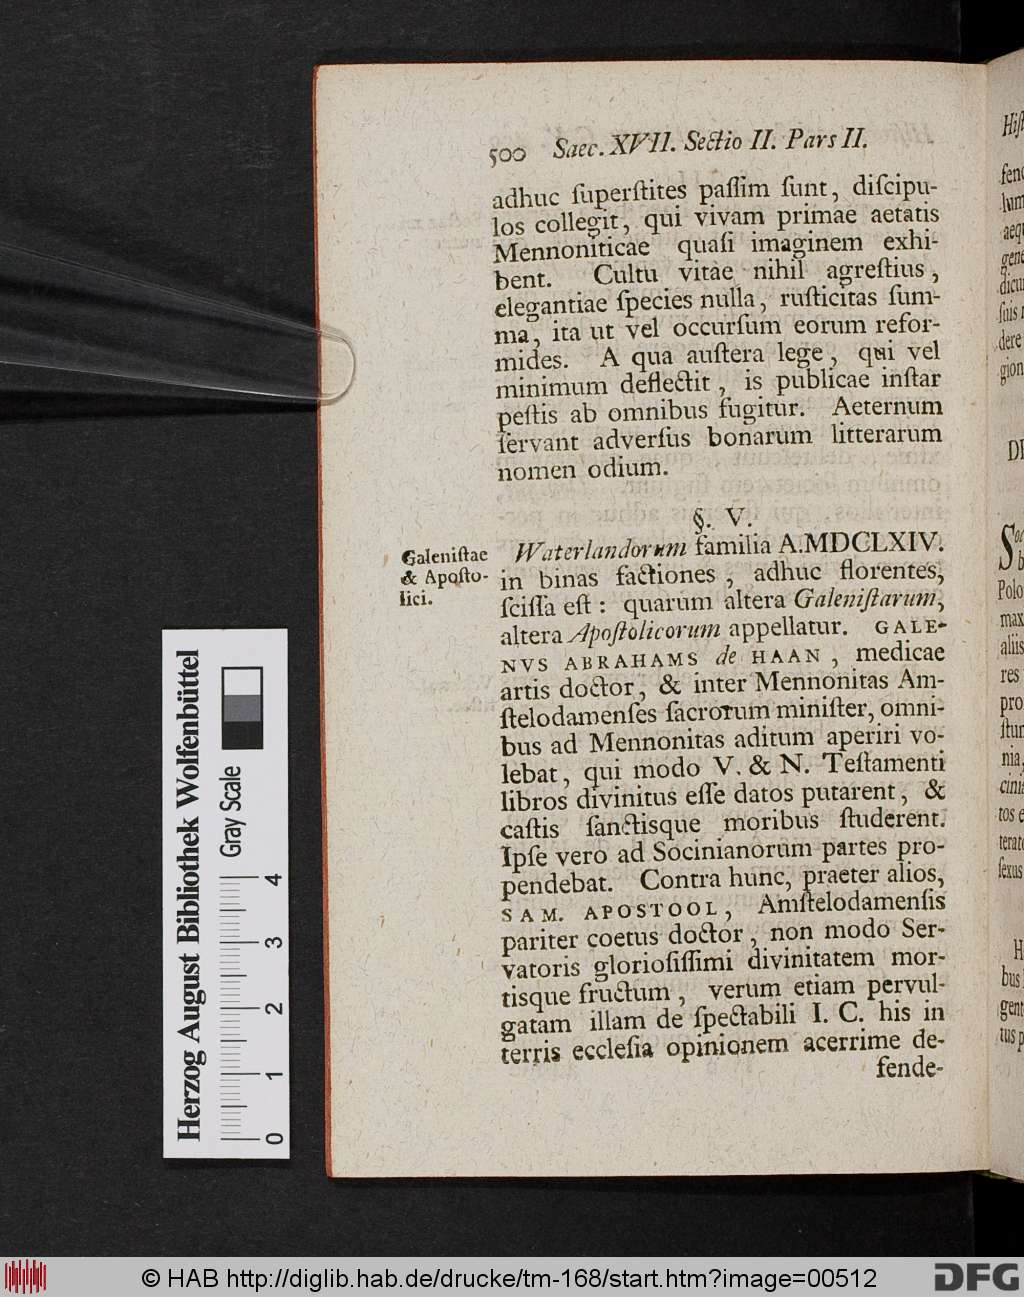 500 Saec. XVII. Sectio II. Pars II.
adhuc ſuperſtites paſſim ſunt, diſcipu-
los collegit, qui vivam primae aetatis
Mennoniticae quaſi imaginem exhi-
bent. Cultu vitae nihil agreſtius,
elegantiae ſpecies nulla, ruſticitas ſum-
ma, ita ut vel occurſum eorum refor-
mides. A qua auſtera lege, qui vel
minimum deflectit, is publicae inſtar
peſtis ab omnibus fugitur. Aeternum
ſervant adverſus bonarum litterarum
nomen odium.
§. V.
Galeniſtae
& Apoſto-
lici.
Waterlandorum familia A.MDCLXIV.
in binas factiones, adhuc florentes,
ſciſſa eſt: quarum altera Galeniſtarum,
altera Apoſtolicorum appellatur. GALE-
NVS ABRAHAMS de HAAN, medicae
artis doctor, & inter Mennonitas Am-
ſtelodamenſes ſacrorum miniſter, omni-
bus ad Mennonitas aditum aperiri vo-
lebat, qui modo V. & N. Teſtamenti
libros divinitus eſſe datos putarent, &
caſtis ſanctisque moribus ſtuderent.
Ipſe vero ad Socinianorum partes pro-
pendebat. Contra hunc, praeter alios,
SAM. APOSTOOL, Amſtelodamenſis
pariter coetus doctor, non modo Ser-
vatoris glorioſiſſimi divinitatem mor-
tisque fructum, verum etiam pervul-
gatam illam de ſpectabili I. C. his in
terris eccleſia opinionem acerrime de-
fende-
Herzog August Bibliothek Wolfenbüttel
Gray Scale
0 1 2 3 4
© HAB http://diglib.hab.de/drucke/tm-168/start.htm?image=00512
DFG